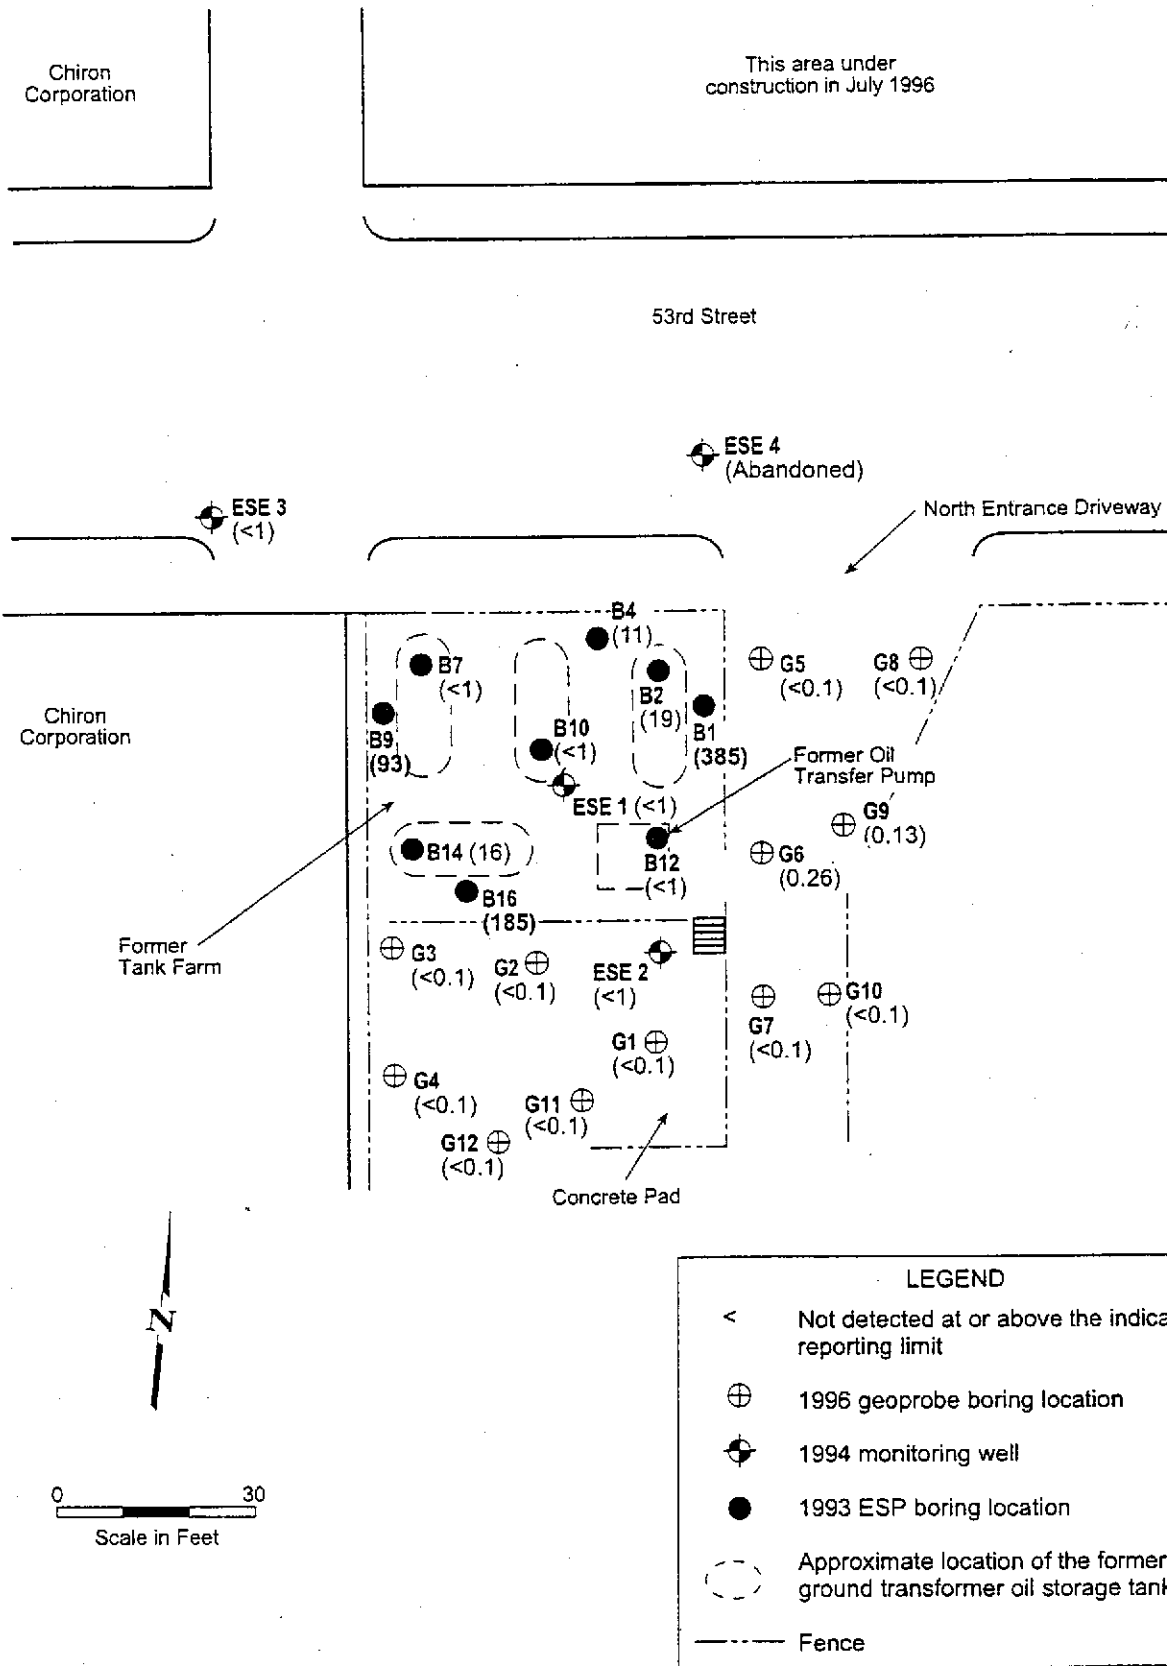 Chiron
Corporation
This area under
construction in July 1996
53rd Street
ESE 4
(Abandoned)
ESE 3
(<1)
North Entrance Driveway
B4
(11)
B7
(<1)
B2
(19)
G5
(<0.1)
G8
(<0.1)
Chiron
Corporation
B9
(93)
B10
(<1)
B1
(385)
Former Oil
Transfer Pump
ESE 1 (<1)
G9
(0.13)
B14 (16)
B12
(<1)
G6
(0.26)
B16
(185)
Former
Tank Farm
G3
(<0.1)
G2
(<0.1)
ESE 2
(<1)
G10
(<0.1)
G7
(<0.1)
G1
(<0.1)
G4
(<0.1)
G11
(<0.1)
G12
(<0.1)
Concrete Pad
N
0 30
Scale in Feet
LEGEND
< Not detected at or above the indica
reporting limit
1996 geoprobe boring location
1994 monitoring well
1993 ESP boring location
Approximate location of the former
ground transformer oil storage tank
Fence